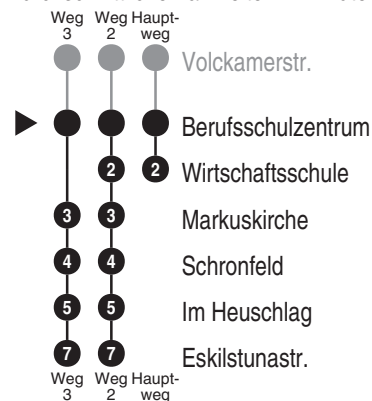 Weg Weg Haupt-
3 2 weg
Volckamerstr.
Berufsschulzentrum
2 2 Wirtschaftsschule
3 3 Markuskirche
4 4 Schronfeld
5 5 Im Heuschlag
7 7 Eskilstunastr.
Weg Weg Haupt-
3 2 weg